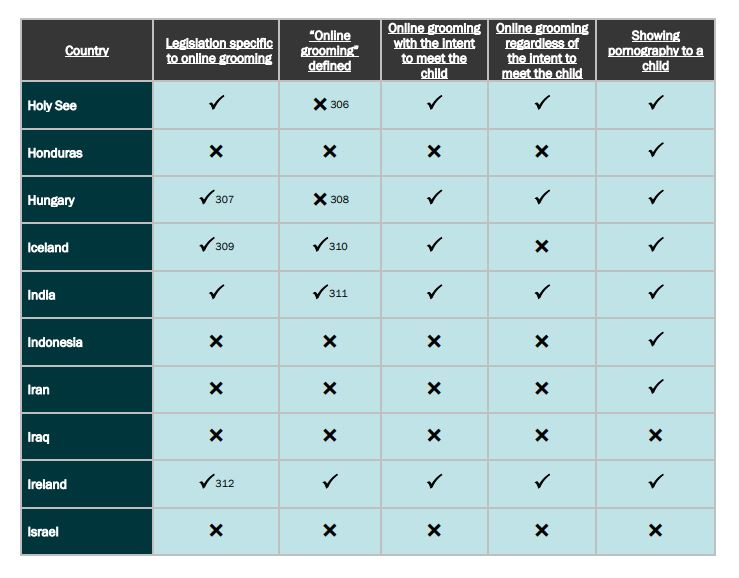 Country
Legislation specific
to online grooming
"Online
grooming"
defined
Online grooming
with the intent
to meet the
child
Online grooming
regardless of
the intent to
meet the child
Showing
pornography to a
child
Holy See ✓ ✗ 306 ✓ ✓ ✓
Honduras ✗ ✗ ✗ ✗ ✓
Hungary ✓307 ✗ 308 ✓ ✓ ✓
Iceland ✓309 ✓310 ✓ ✗ ✓
India ✓ ✓311 ✓ ✓ ✓
Indonesia ✗ ✗ ✗ ✗ ✓
Iran ✗ ✗ ✗ ✗ ✓
Iraq ✗ ✗ ✗ ✗ ✗
Ireland ✓312 ✓ ✓ ✓ ✓
Israel ✗ ✗ ✗ ✗ ✗